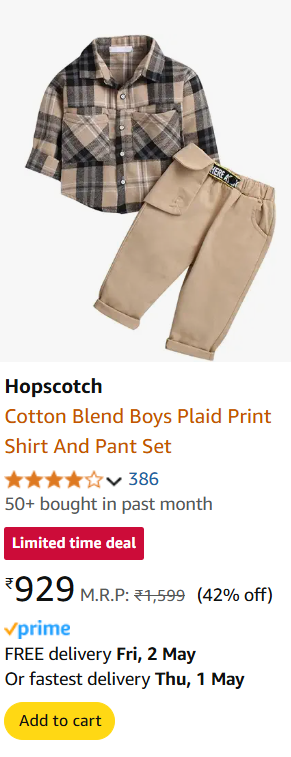 HERE
Hopscotch
Cotton Blend Boys Plaid Print
Shirt And Pant Set
386
50+ bought in past month
Limited time deal
₹929 M.R.P: ₹1,599 (42% off)
prime
FREE delivery Fri, 2 May
Or fastest delivery Thu, 1 May
Add to cart